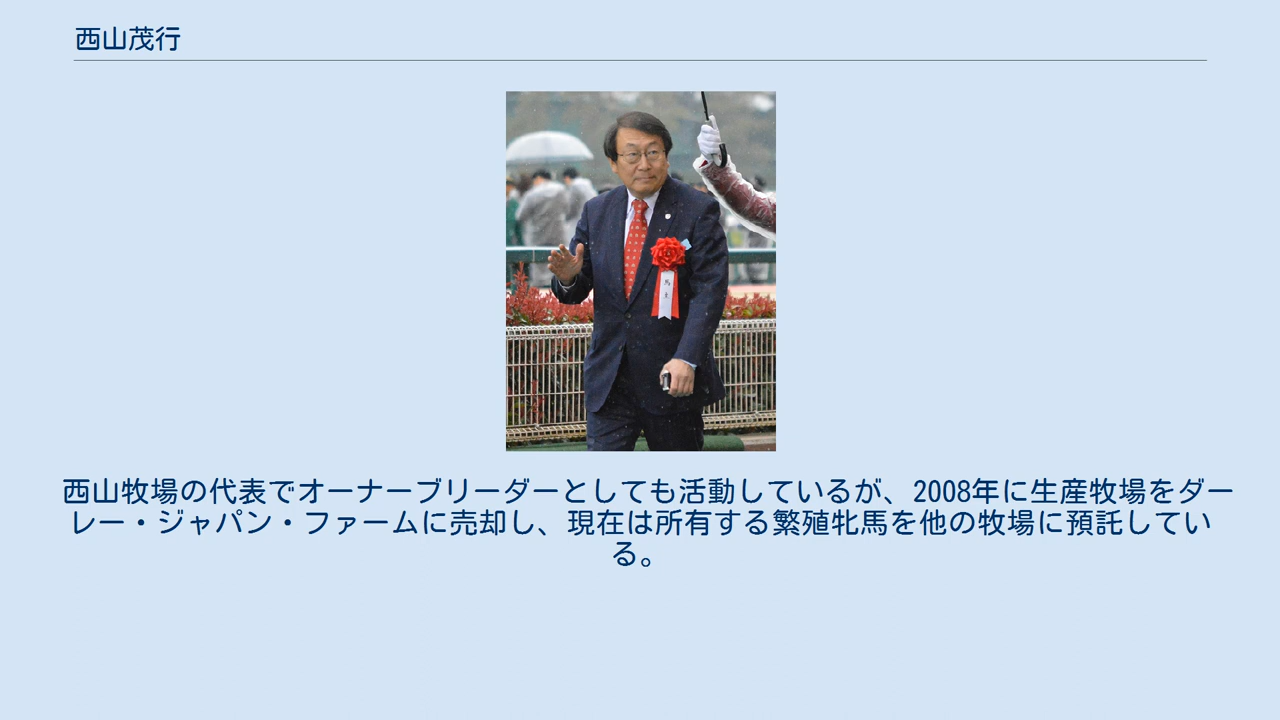 西山茂行
馬主
西山牧場の代表でオーナーブリーダーとしても活動しているが、2008年に生産牧場をダー
レー・ジャパン・ファームに売却し、現在は所有する繁殖牝馬を他の牧場に預託してい
る。